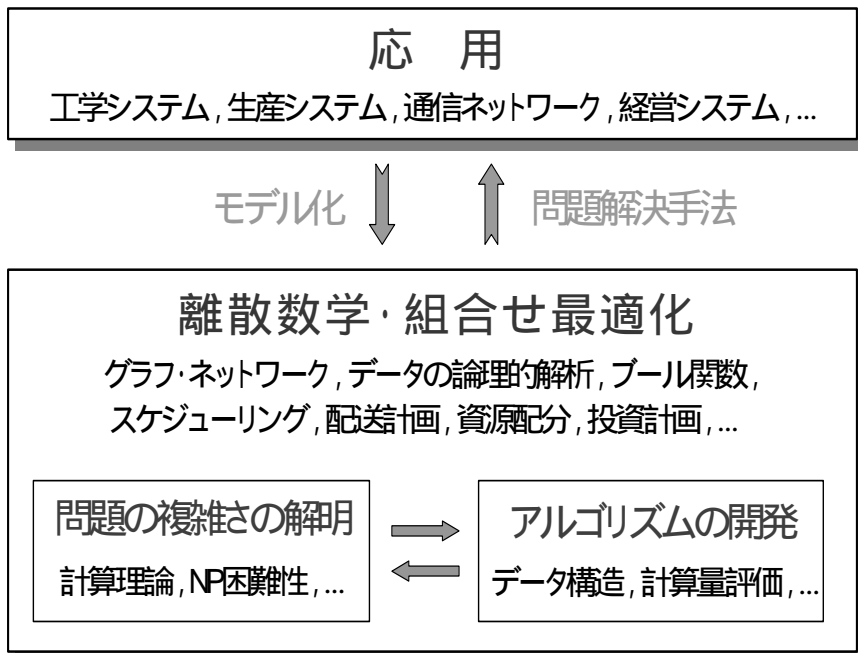 応 用
工学システム,生産システム,通信ネットワーク,経営システム,...
モデル化 問題解決手法
離散数学・組合せ最適化
グラフ・ネットワーク,データの論理的解析,ブール関数,
スケジューリング,配送計画,資源配分,投資計画,...
問題の複雑さの解明
計算理論,NP困難性,...
アルゴリズムの開発
データ構造,計算量評価,...